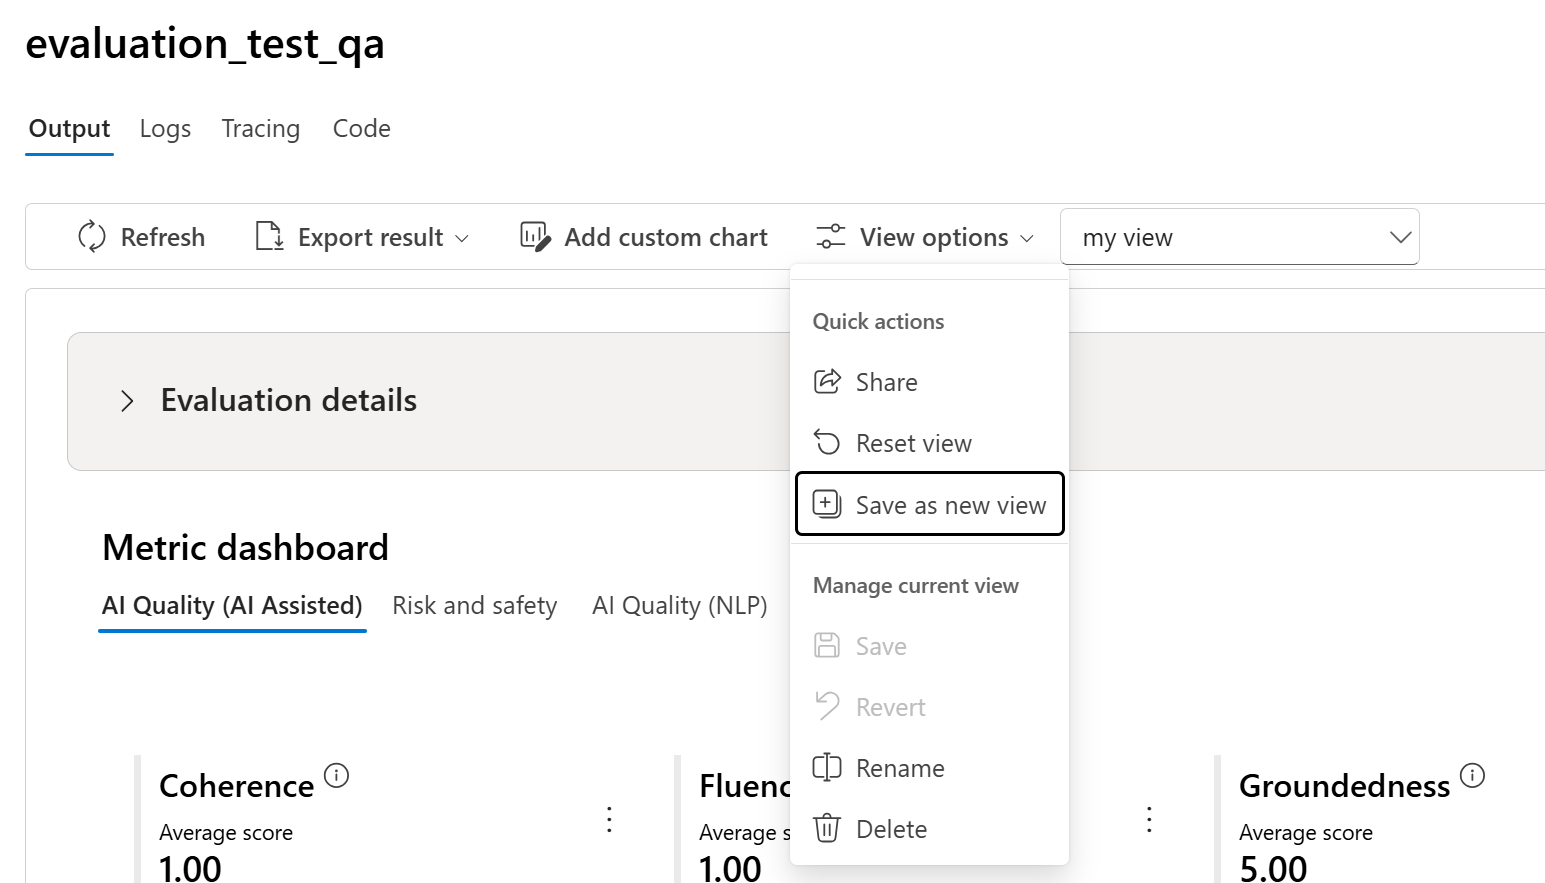 evaluation_test_qa
Output Logs Tracing Code
Refresh Export result Add custom chart View options my view
Quick actions
Share
Evaluation details
Reset view
Save as new view
Metric dashboard
Manage current view
AI Quality (AI Assisted) Risk and safety AI Quality (NLP)
Save
Revert
Rename
Delete
Coherence
Average score
1.00
Fluenc
Average s
1.00
Groundedness
Average score
5.00